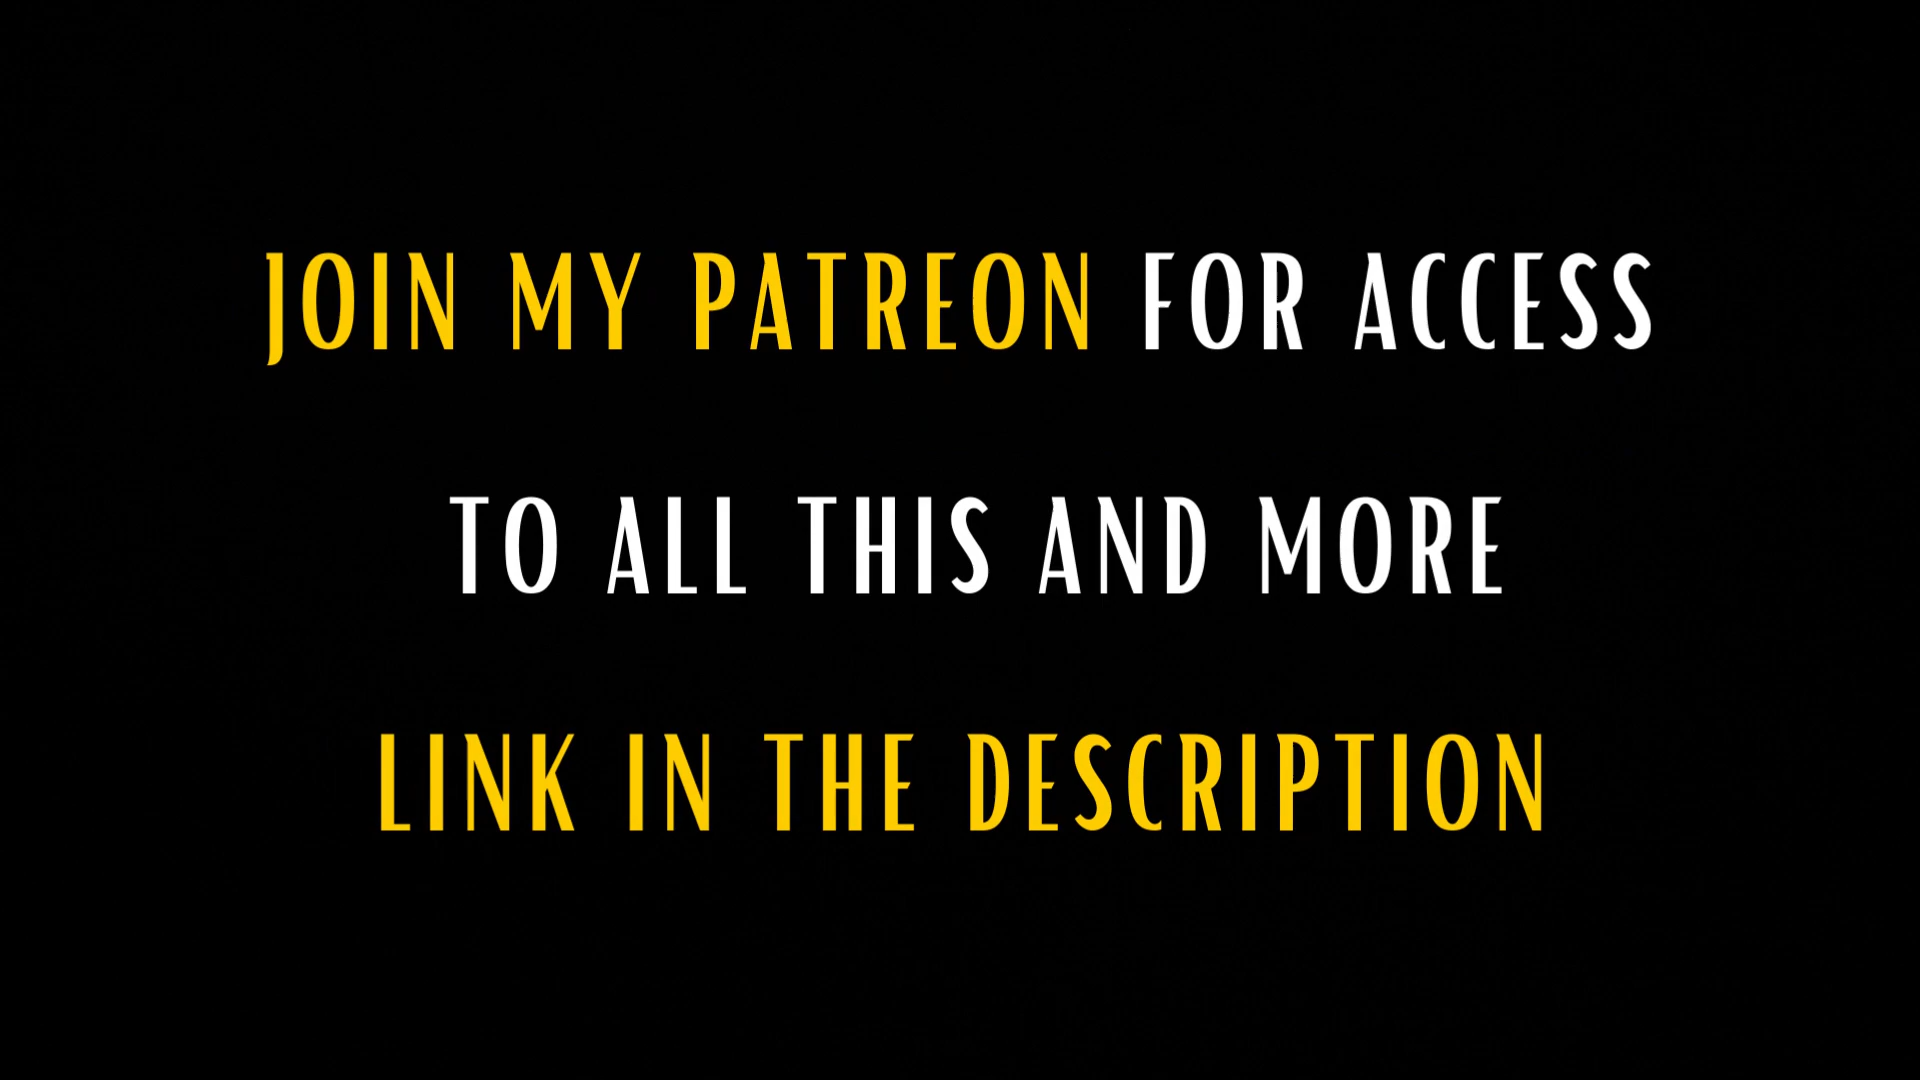 JOIN MY PATREON FOR ACCESS
TO ALL THIS AND MORE
LINK IN THE DESCRIPTION